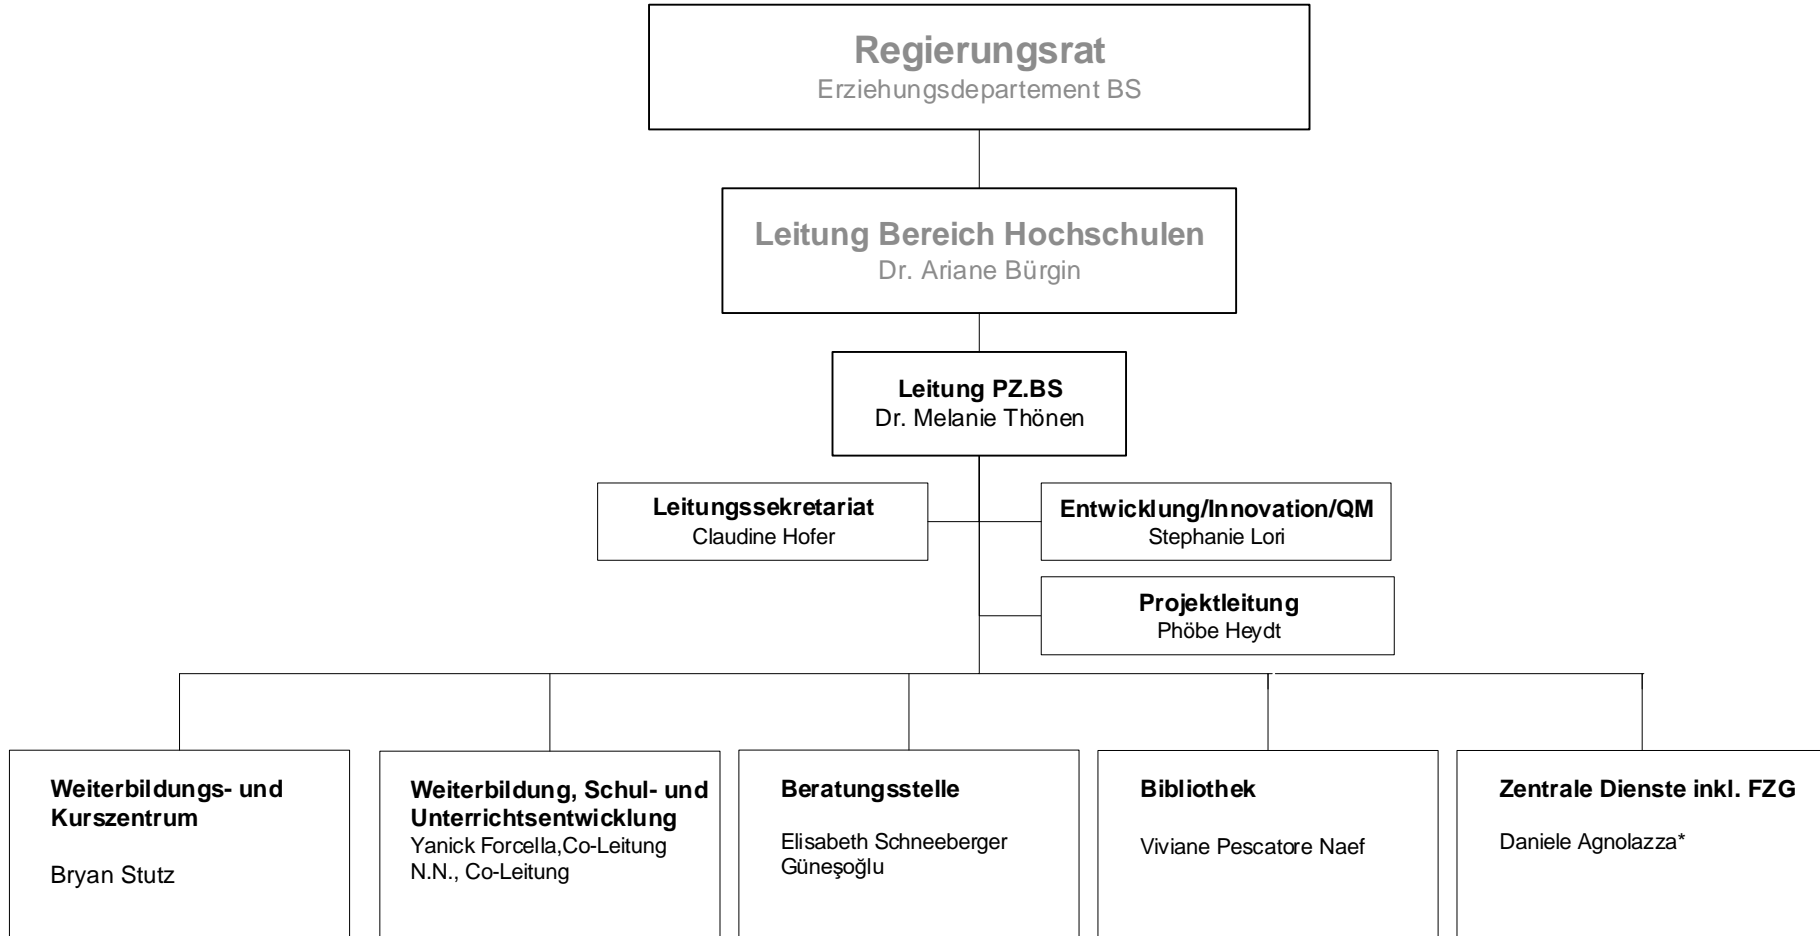 Regierungsrat
Erziehungsdepartement BS
Leitung Bereich Hochschulen
Dr. Ariane Bürgin
Leitung PZ.BS
Dr. Melanie Thönen
Leitungssekretariat
Claudine Hofer
Entwicklung/Innovation/QM
Stephanie Lori
Projektleitung
Phöbe Heydt
Weiterbildungs- und
Kurszentrum
Bryan Stutz
Weiterbildung, Schul- und
Unterrichtsentwicklung
Yanick Forcella,Co-Leitung
N.N., Co-Leitung
Beratungsstelle
Elisabeth Schneeberger
Güneşoğlu
Bibliothek
Viviane Pescatore Naef
Zentrale Dienste inkl. FZG
Daniele Agnolazza*